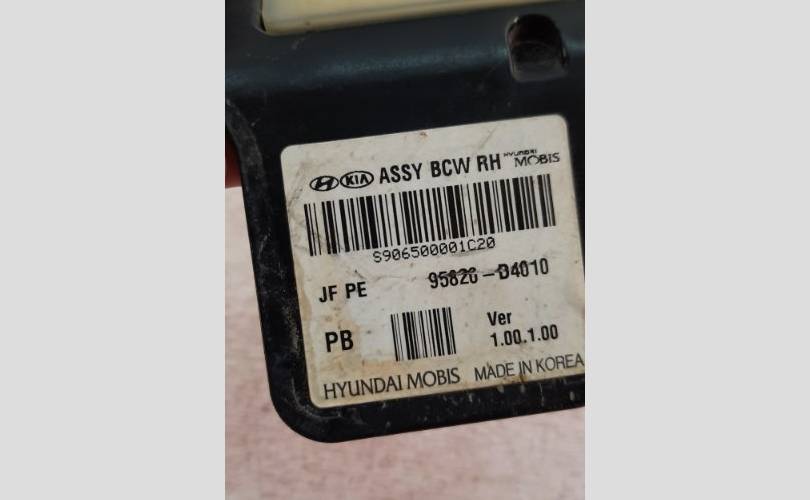 HYUNDAI KIA ASSY BCW RH HYUNDAI MOBIS
S906500001C20
JF PE 95820-D4010
PB Ver
1.00.1.00
HYUNDAI MOBIS MADE IN KOREA